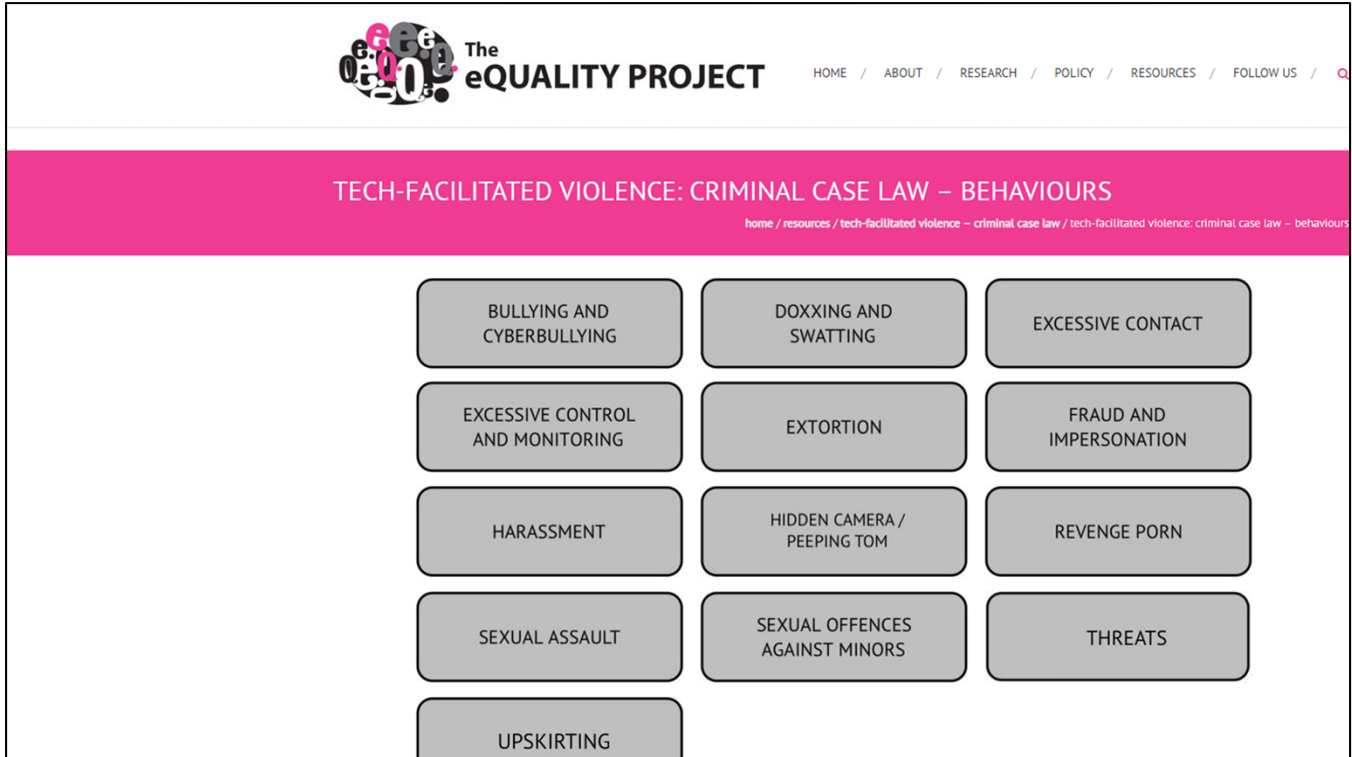 The
eQUALITY PROJECT
HOME / ABOUT / RESEARCH / POLICY / RESOURCES / FOLLOW US /
TECH-FACILITATED VIOLENCE: CRIMINAL CASE LAW – BEHAVIOURS
home / resources / tech-facilitated violence – criminal case law / tech-facilitated violence: criminal case law – behaviours
BULLYING AND
CYBERBULLYING
DOXXING AND
SWATTING
EXCESSIVE CONTACT
EXCESSIVE CONTROL
AND MONITORING
EXTORTION
FRAUD AND
IMPERSONATION
HARASSMENT
HIDDEN CAMERA /
PEEPING TOM
REVENGE PORN
SEXUAL ASSAULT
SEXUAL OFFENCES
AGAINST MINORS
THREATS
UPSKIRTING